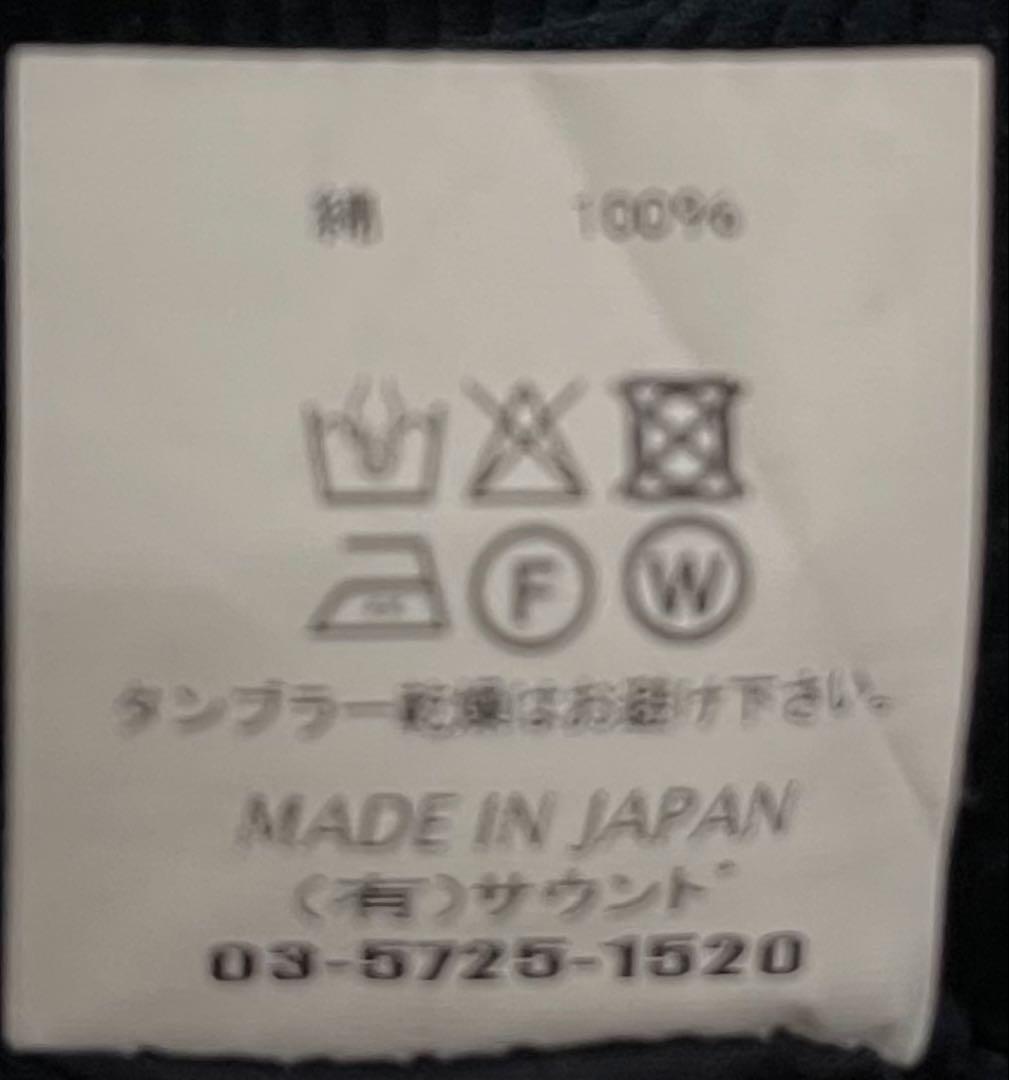 綿 100%
F W
タンブラー乾燥はお避け下さい。
MADE IN JAPAN
(有)サウンド
03-5725-1520